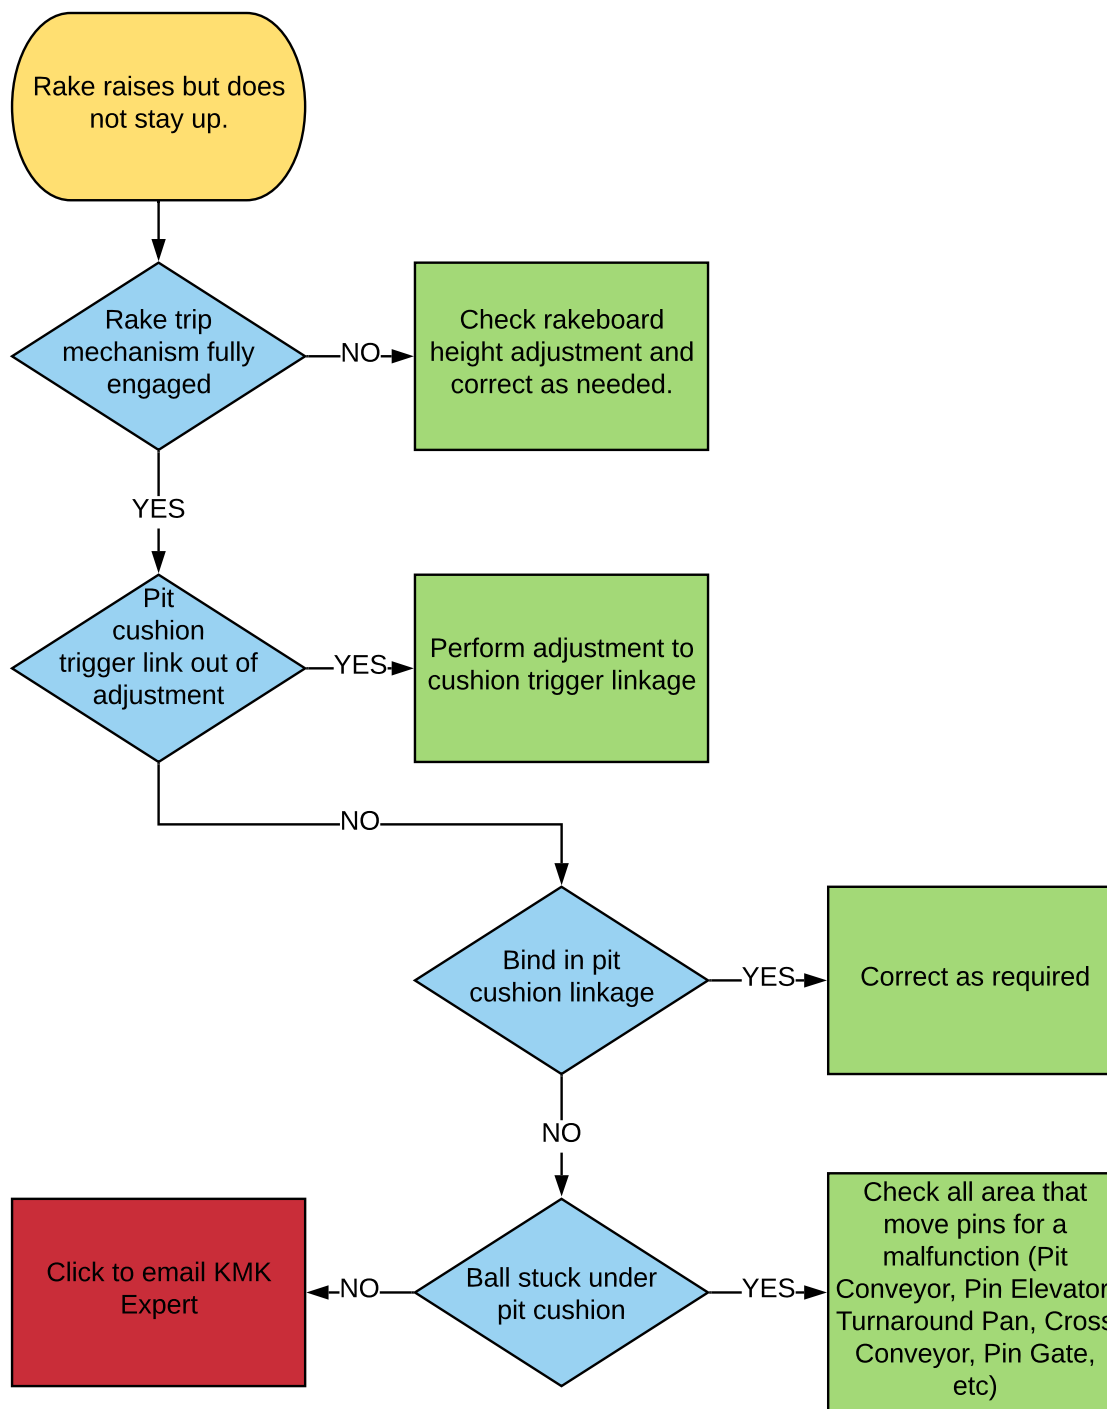 Rake raises but does
not stay up.
Rake trip
mechanism fully
engaged
NO
Check rakeboard
height adjustment and
correct as needed.
YES
Pit
cushion
trigger link out of
adjustment
YES
Perform adjustment to
cushion trigger linkage
NO
Bind in pit
cushion linkage
YES
Correct as required
NO
Click to email KMK
Expert
NO
Ball stuck under
pit cushion
YES
Check all area that
move pins for a
malfunction (Pit
Conveyor, Pin Elevator
Turnaround Pan, Cross
Conveyor, Pin Gate,
etc)